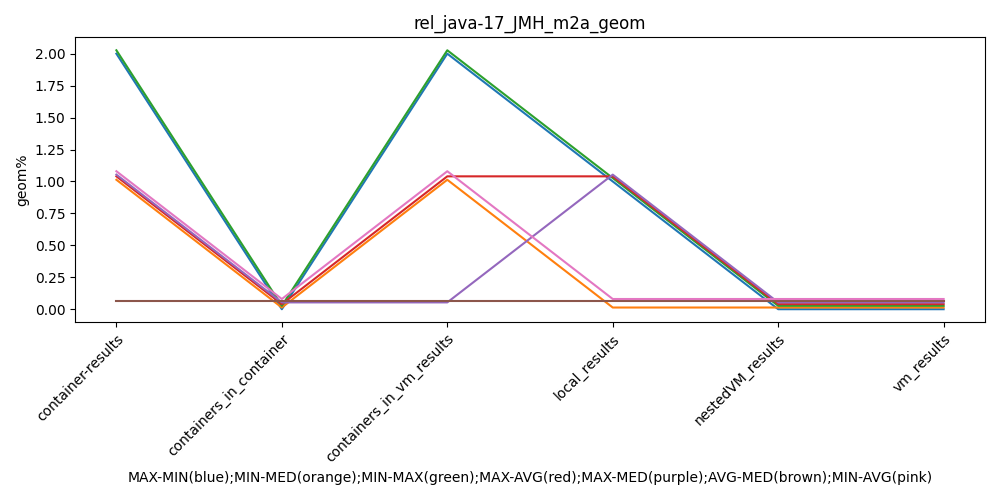 rel_java-17_JMH_m2a_geom
geom%
2.00
1.75
1.50
1.25
1.00
0.75
0.50
0.25
0.00
container-results
containers_in_container
containers_in_vm_results
local_results
nestedVM_results
vm_results
MAX-MIN(blue);MIN-MED(orange);MIN-MAX(green);MAX-AVG(red);MAX-MED(purple);AVG-MED(brown);MIN-AVG(pink)